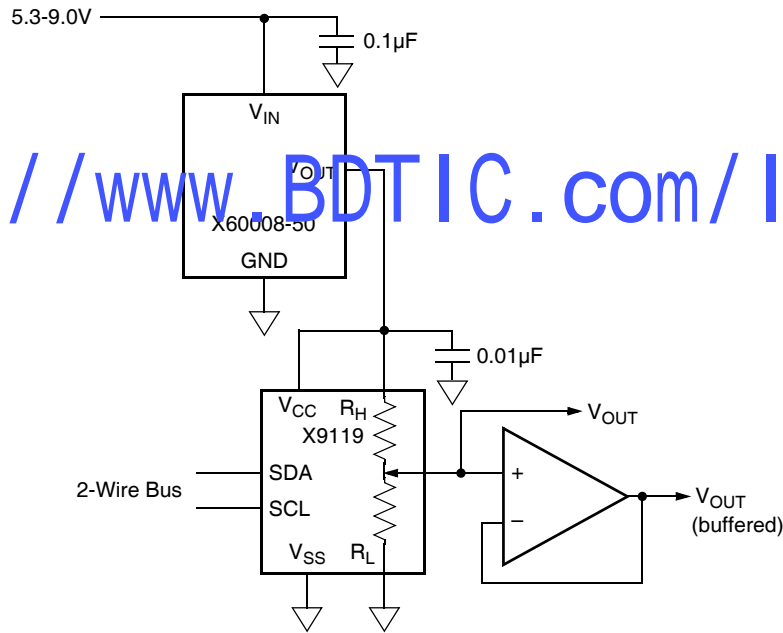 5.3-9.0V
0.1µF
VIN
VOUT
//www.BDTIC.com/I
X60008-50
GND
0.01µF
VCC RH
X9119
VOUT
2-Wire Bus
SDA
SCL
+
−
VOUT
(buffered)
VSS RL